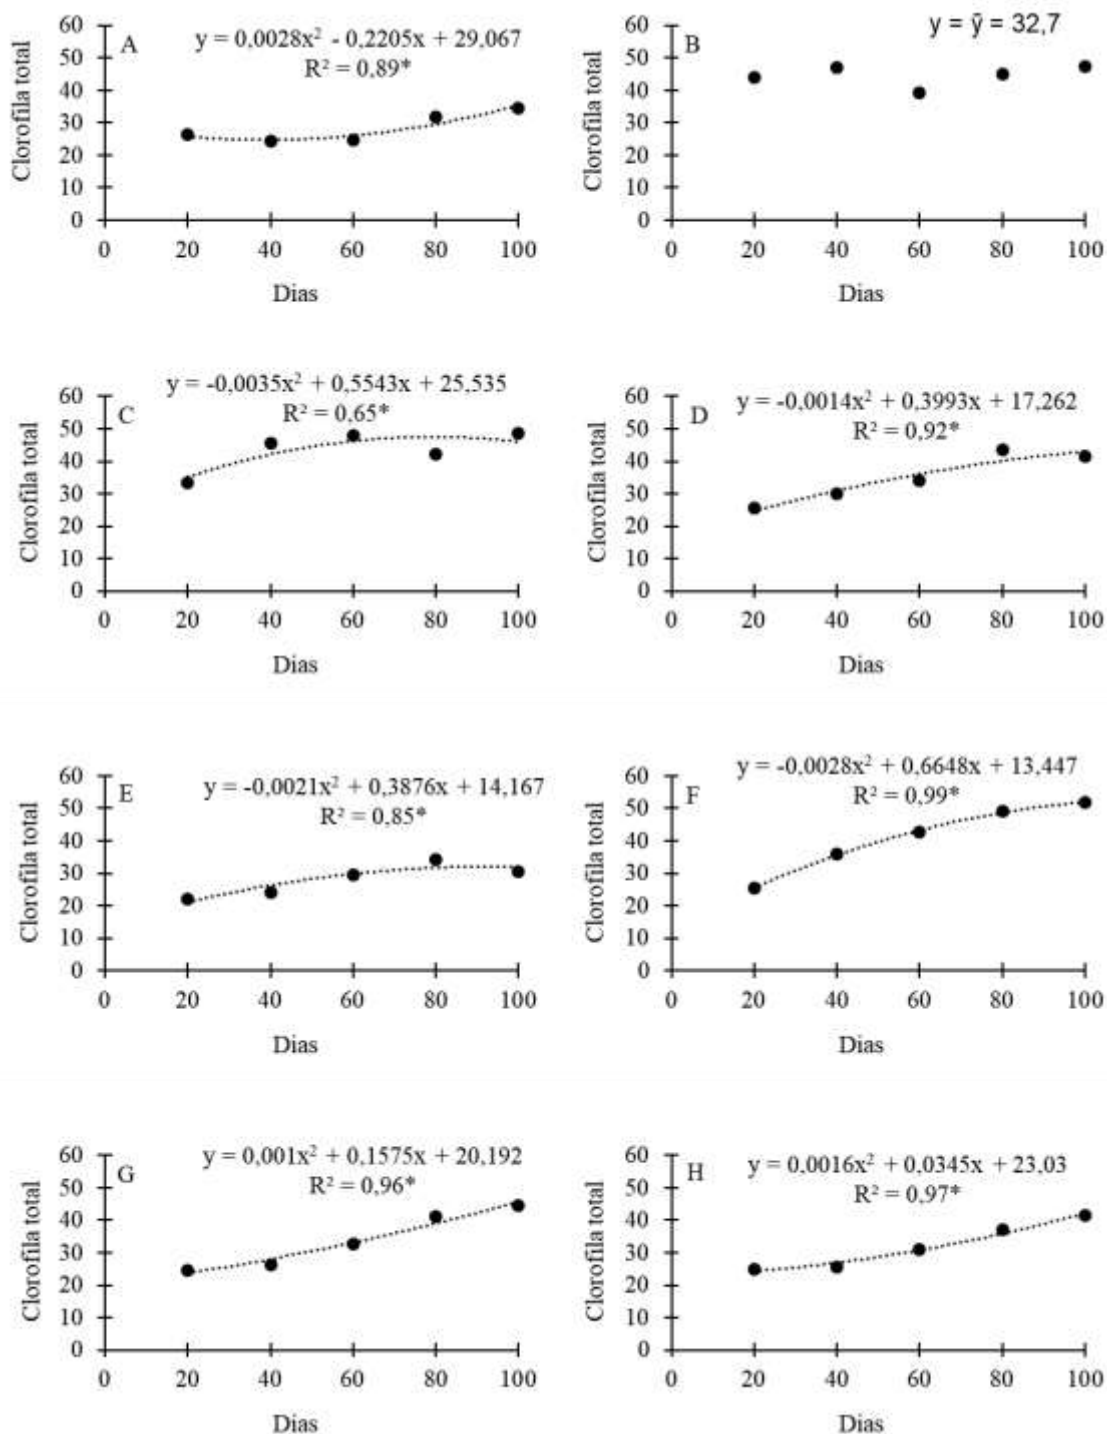 A
y = 0,0028x² - 0,2205x + 29,067
R² = 0,89*
Clorofila total
60
50
40
30
20
10
0
0 20 40 60 80 100
Dias
B
y = ȳ = 32,7
Clorofila total
60
50
40
30
20
10
0
0 20 40 60 80 100
Dias
C
y = -0,0035x² + 0,5543x + 25,535
R² = 0,65*
Clorofila total
60
50
40
30
20
10
0
0 20 40 60 80 100
Dias
D
y = -0,0014x² + 0,3993x + 17,262
R² = 0,92*
Clorofila total
60
50
40
30
20
10
0
0 20 40 60 80 100
Dias
E
y = -0,0021x² + 0,3876x + 14,167
R² = 0,85*
Clorofila total
60
50
40
30
20
10
0
0 20 40 60 80 100
Dias
F
y = -0,0028x² + 0,6648x + 13,447
R² = 0,99*
Clorofila total
60
50
40
30
20
10
0
0 20 40 60 80 100
Dias
G
y = 0,001x² + 0,1575x + 20,192
R² = 0,96*
Clorofila total
60
50
40
30
20
10
0
0 20 40 60 80 100
Dias
H
y = 0,0016x² + 0,0345x + 23,03
R² = 0,97*
Clorofila total
60
50
40
30
20
10
0
0 20 40 60 80 100
Dias